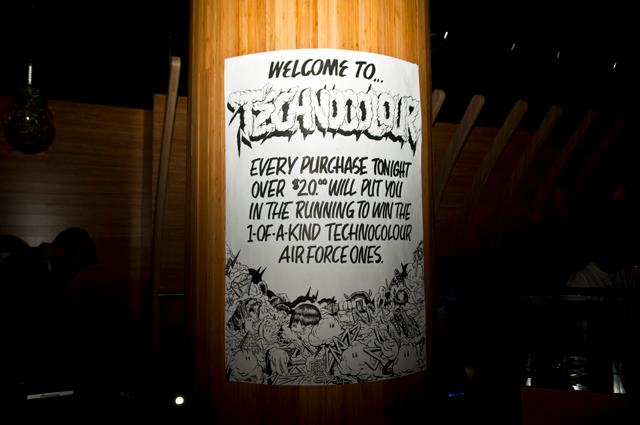 WELCOME TO...
TECHNOCOLOUR
EVERY PURCHASE TONIGHT
OVER $20.00 WILL PUT YOU
IN THE RUNNING TO WIN THE
1-OF-A-KIND TECHNOCOLOUR
AIR FORCE ONES.